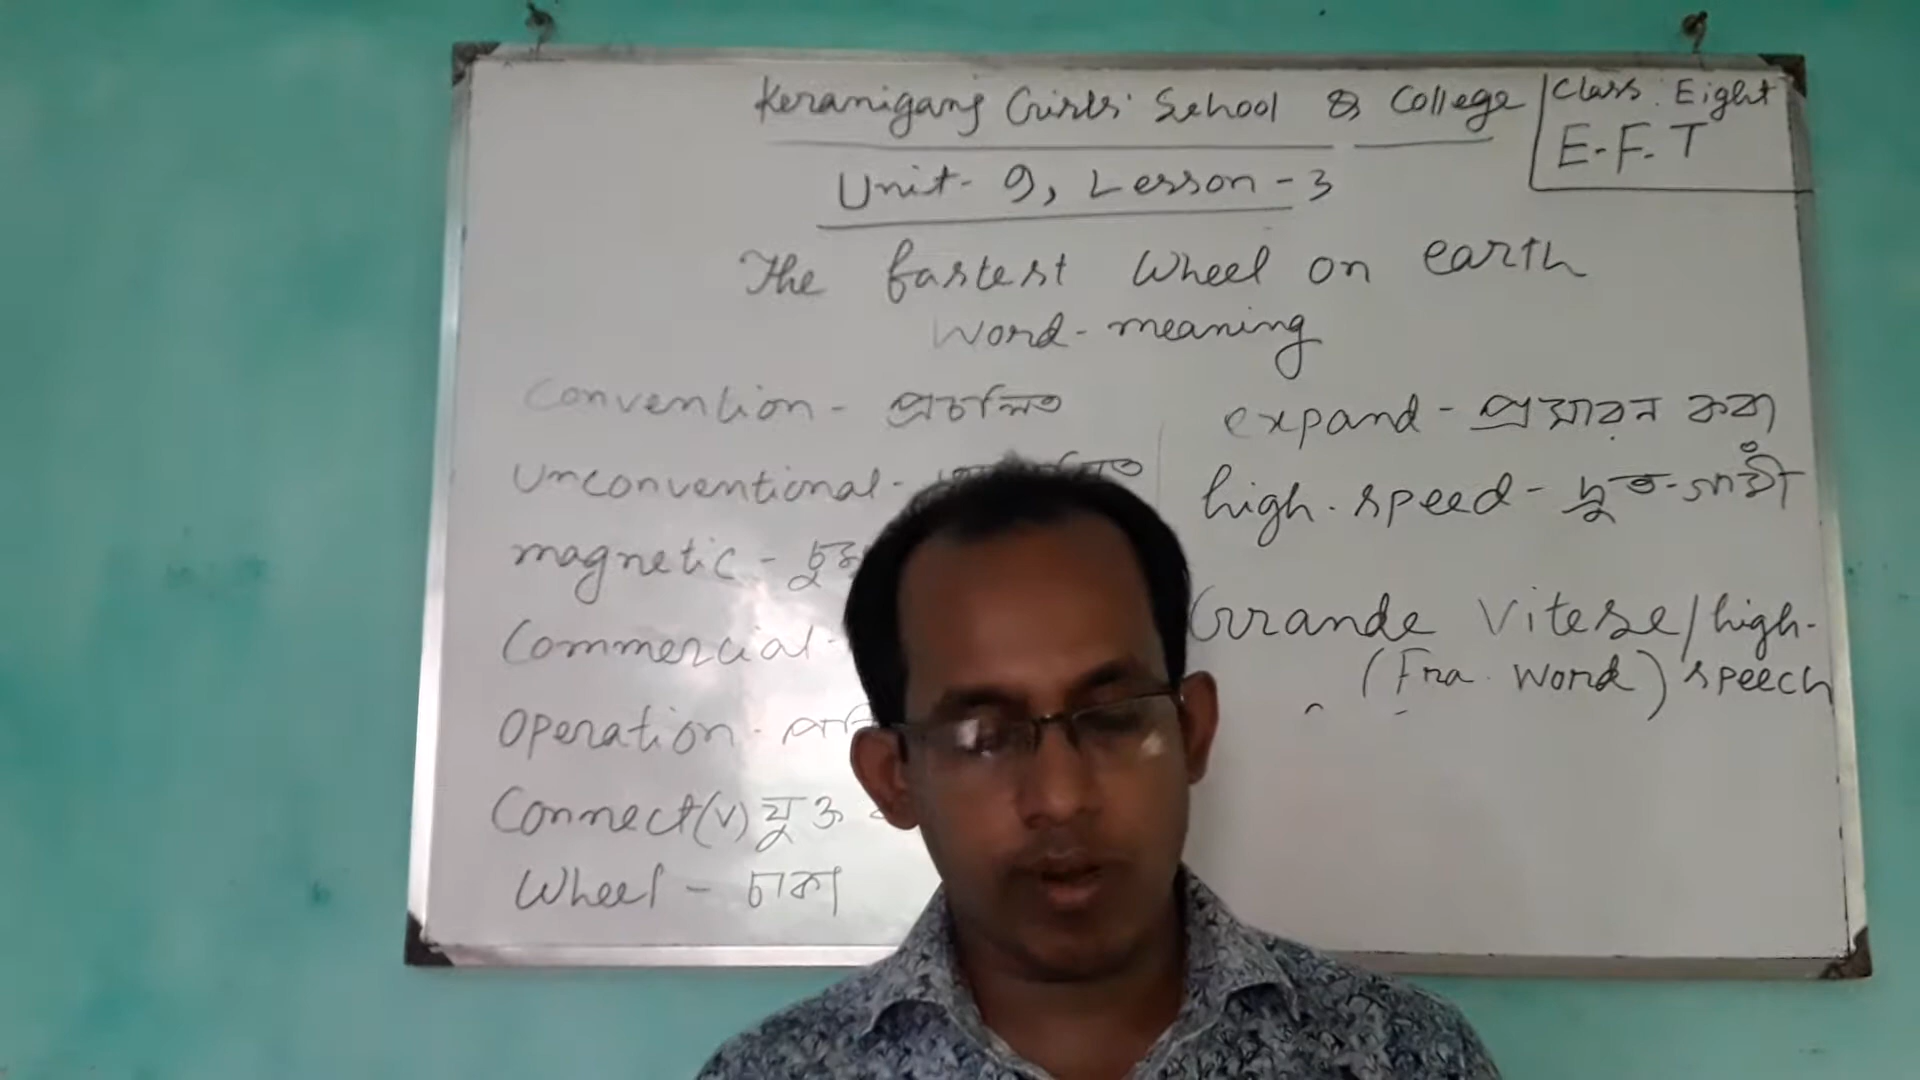 Keranigang Girls' School & College
Class: Eight
E.F.T
Unit- 9, Lesson-3
The fastest Wheel on earth
word-meaning
Convention - প্রচলিত
Unconventional -
magnetic -
Commercial -
Operation -
Connect(v) যুক্ত
Wheel - চাকা
expand - প্রসারন করা
high-speed - দ্রুত-গতি
Grande Vitese/high-
(Fra. word) speech